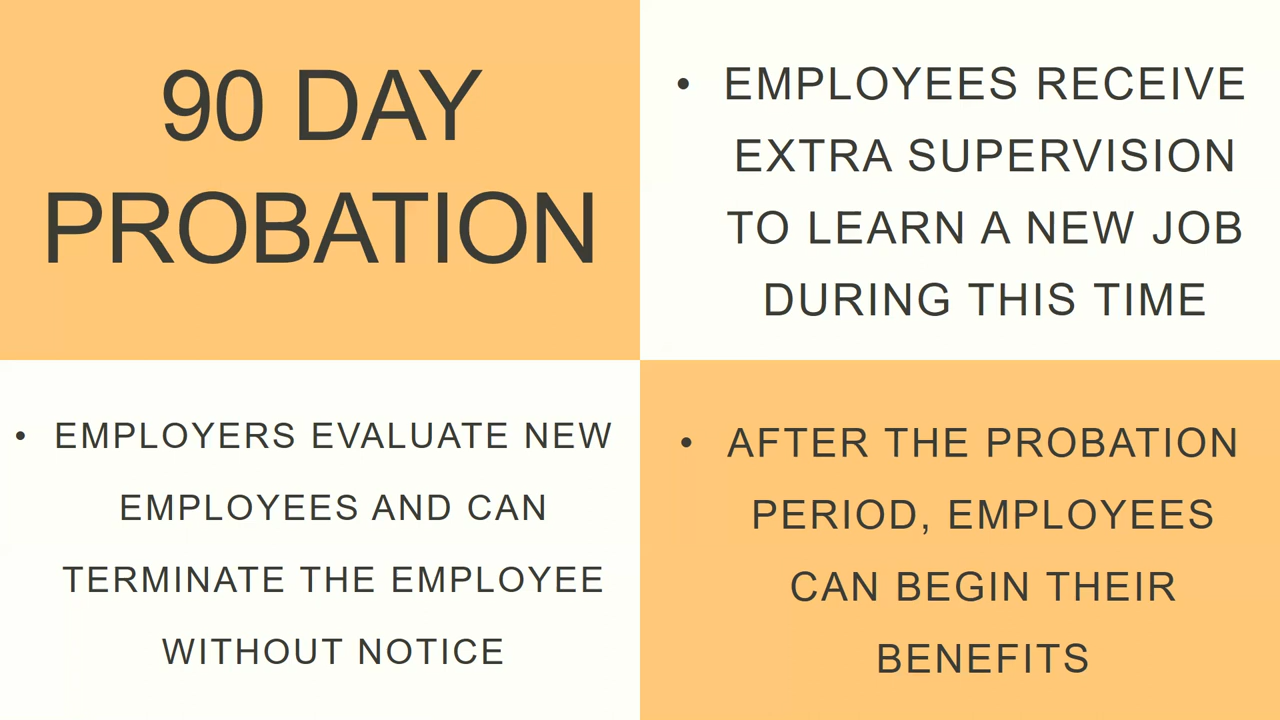 90 DAY
PROBATION
• EMPLOYEES RECEIVE
EXTRA SUPERVISION
TO LEARN A NEW JOB
DURING THIS TIME
• EMPLOYERS EVALUATE NEW
EMPLOYEES AND CAN
TERMINATE THE EMPLOYEE
WITHOUT NOTICE
• AFTER THE PROBATION
PERIOD, EMPLOYEES
CAN BEGIN THEIR
BENEFITS